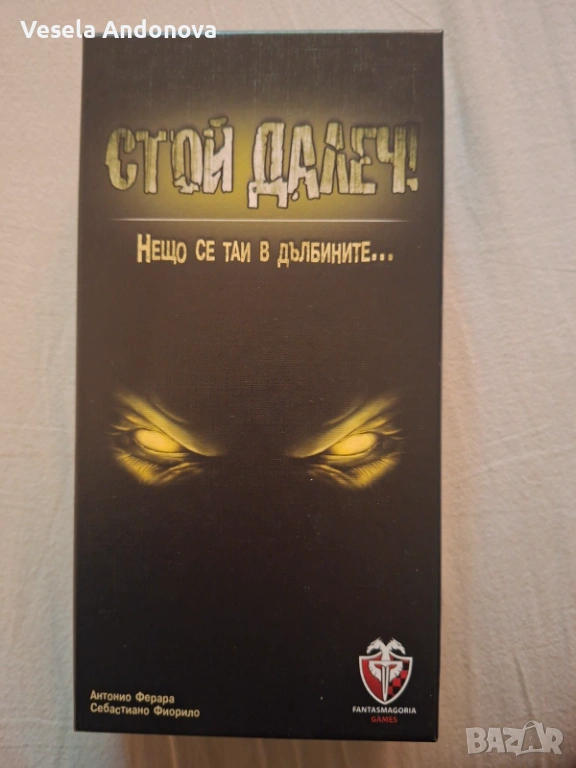 Vesela Andonova
СТОЙ ДАЛЕЧ!
Нещо се таи в дълбините...
Антонио Ферара
Себастиано Фиорило
FANTASMAGORIA
GAMES
BAZAR